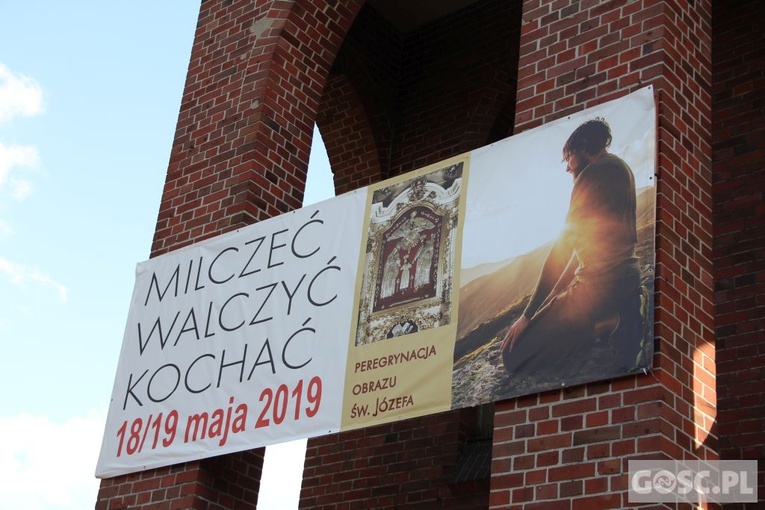 MILCZEĆ
WALCZYĆ
KOCHAĆ
18/19 maja 2019
PEREGRYNACJA
OBRAZU
ŚW. JÓZEFA
GOSC.PL